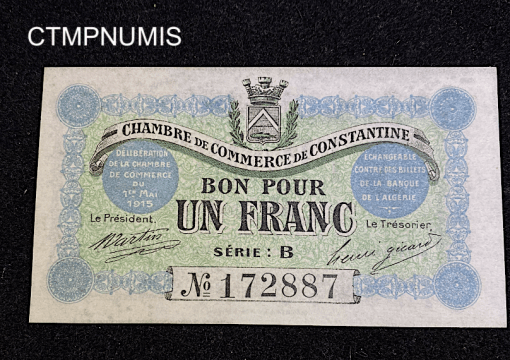 CTMPNUMIS
CHAMBRE DE COMMERCE DE CONSTANTINE
DÉLIBÉRATION
DE LA CHAMBRE
DE COMMERCE
DU
1ER MAI
1915
ÉCHANGEABLE
CONTRE DES BILLETS
DE LA BANQUE
DE L'ALGÉRIE
BON POUR
UN FRANC
Le Président,
Le Trésorier
Martin
SÉRIE : B
No 172887